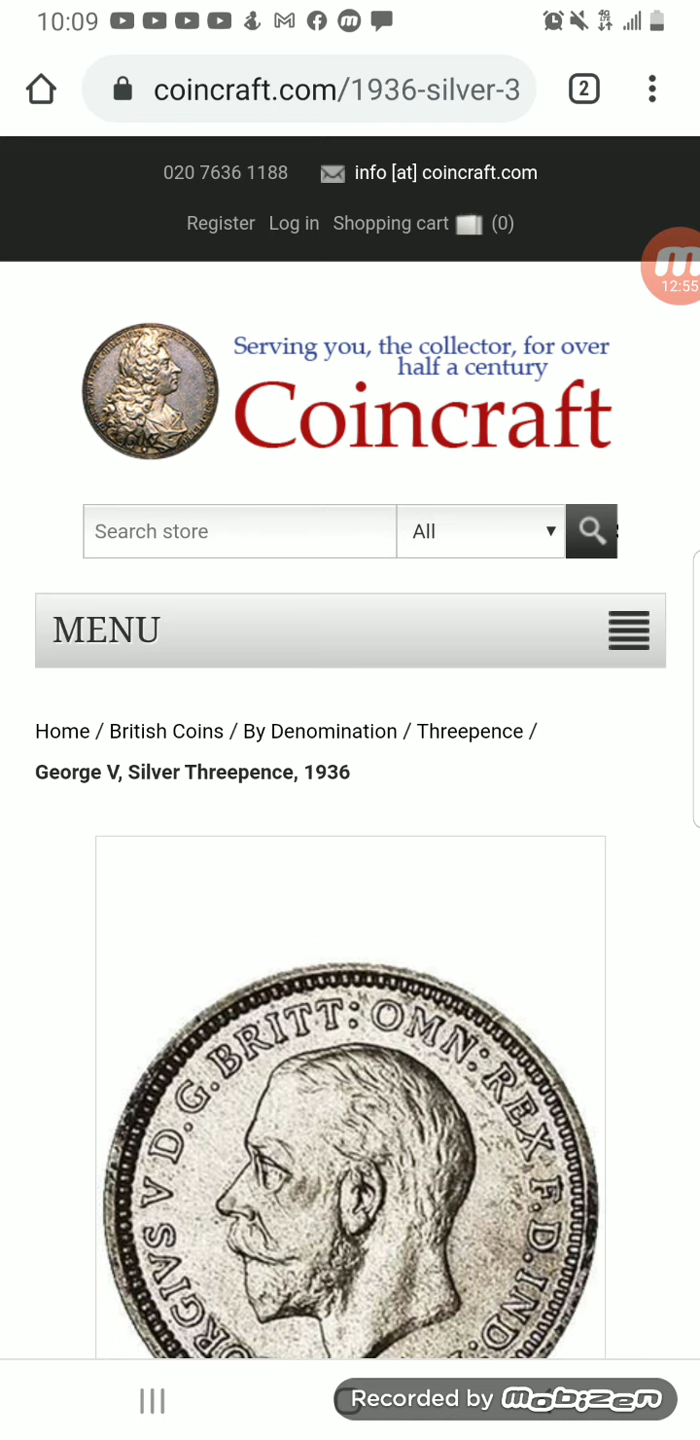 10:09
coincraft.com/1936-silver-3
2
020 7636 1188 info [at] coincraft.com
Register Log in Shopping cart (0)
12:55
Serving you, the collector, for over
half a century
Coincraft
Search store All
MENU
Home / British Coins / By Denomination / Threepence /
George V, Silver Threepence, 1936
ORGIVS V D.G.BRITT: OMN: REX F.D.IND.
Recorded by mobizen